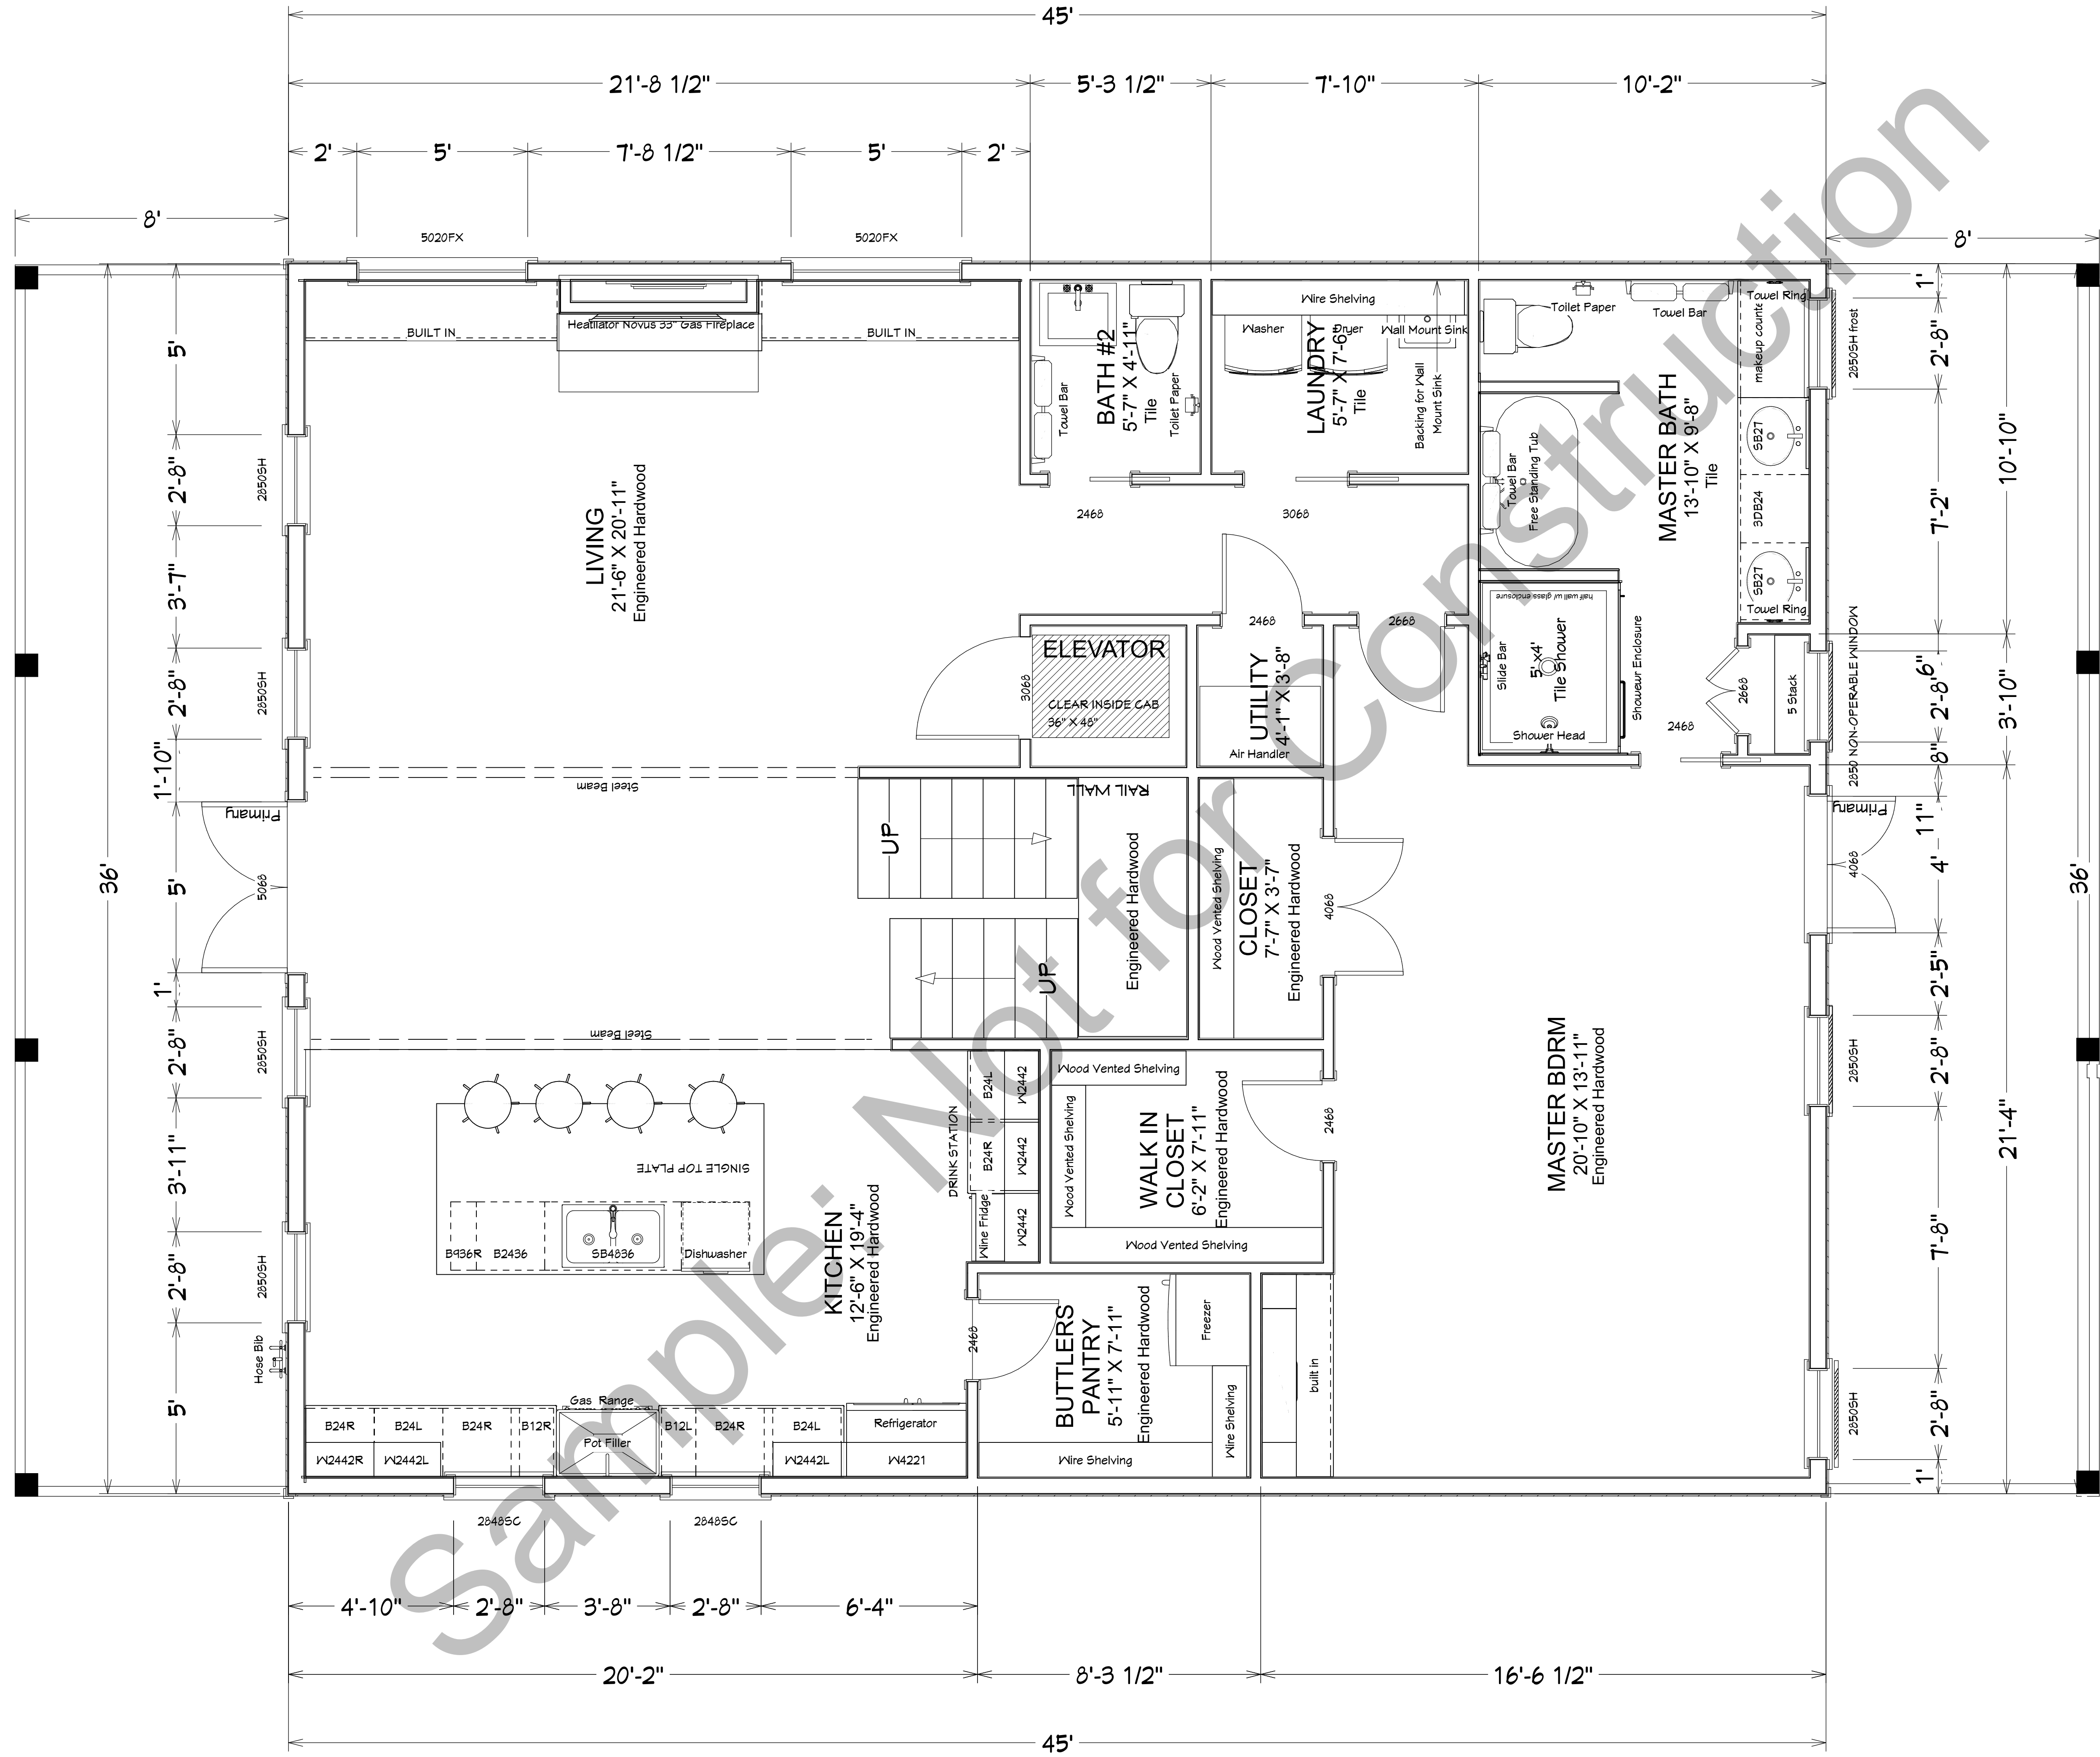 45'
21'-8 1/2"
5'-3 1/2"
7'-10"
10'-2"
2'
5'
7'-8 1/2"
5'
2'
8'
8'
5020FX
5020FX
BUILT IN
Heatilator Novus 33" Gas Fireplace
BUILT IN
LIVING
21'-6" X 20'-11"
Engineered Hardwood
BATH #2
5'-7" X 4'-11"
Tile
Towel Bar
Toilet Paper
2468
Wire Shelving
Washer
Dryer
Wall Mount Sink
LAUNDRY
5'-7" X 7'-6"
Tile
Backing for Wall
Mount Sink
3068
Toilet Paper
Towel Bar
Towel Ring
makeup counte
MASTER BATH
13'-10" X 9'-8"
Tile
SB27
3DB24
SB27
Towel Ring
Towel Bar
Free Standing Tub
half wall w/ glass enclosure
Slide Bar
5' x4'
Tile Shower
Shower Head
Showeur Enclosure
2468
2668
5 Stack
ELEVATOR
CLEAR INSIDE CAB
36" X 48"
3068
2468
UTILITY
4'-1" X 3'-8"
Air Handler
2668
Steel Beam
RAIL WALL
UP
UP
Engineered Hardwood
Wood Vented Shelving
CLOSET
7'-7" X 3'-7"
Engineered Hardwood
4068
Steel Beam
Primary
5068
Primary
4068
SINGLE TOP PLATE
B936R
B2436
SB4836
Dishwasher
KITCHEN
12'-6" X 19'-4"
Engineered Hardwood
DRINK STATION
B24L
W2442
B24R
W2442
Wine Fridge
W2442
Wood Vented Shelving
Wood Vented Shelving
WALK IN
CLOSET
6'-2" X 7'-11"
Engineered Hardwood
Wood Vented Shelving
2468
MASTER BDRM
20'-10" X 13'-11"
Engineered Hardwood
2468
BUTTLERS
PANTRY
5'-11" X 7'-11"
Engineered Hardwood
Freezer
Wire Shelving
Wire Shelving
built in
Gas Range
Pot Filler
B24R
B24L
B24R
B12R
B12L
B24R
B24L
Refrigerator
W2442R
W2442L
W2442L
W4221
2848SC
2848SC
Hose Bib
36'
5'
2'-8"
3'-7"
2'-8"
1'-10"
5'
1'
2'-8"
3'-11"
2'-8"
5'
2850SH
2850SH
2850SH
2850SH
2850SH frost
2850 NON-OPERABLE WINDOW
2850SH
2850SH
1'
2'-8"
7'-2"
6"
2'-8"
8"
11"
4'
2'-5"
2'-8"
7'-8"
2'-8"
1'
10'-10"
3'-10"
21'-4"
36'
4'-10"
2'-8"
3'-8"
2'-8"
6'-4"
20'-2"
8'-3 1/2"
16'-6 1/2"
45'
Sample: Not for Construction